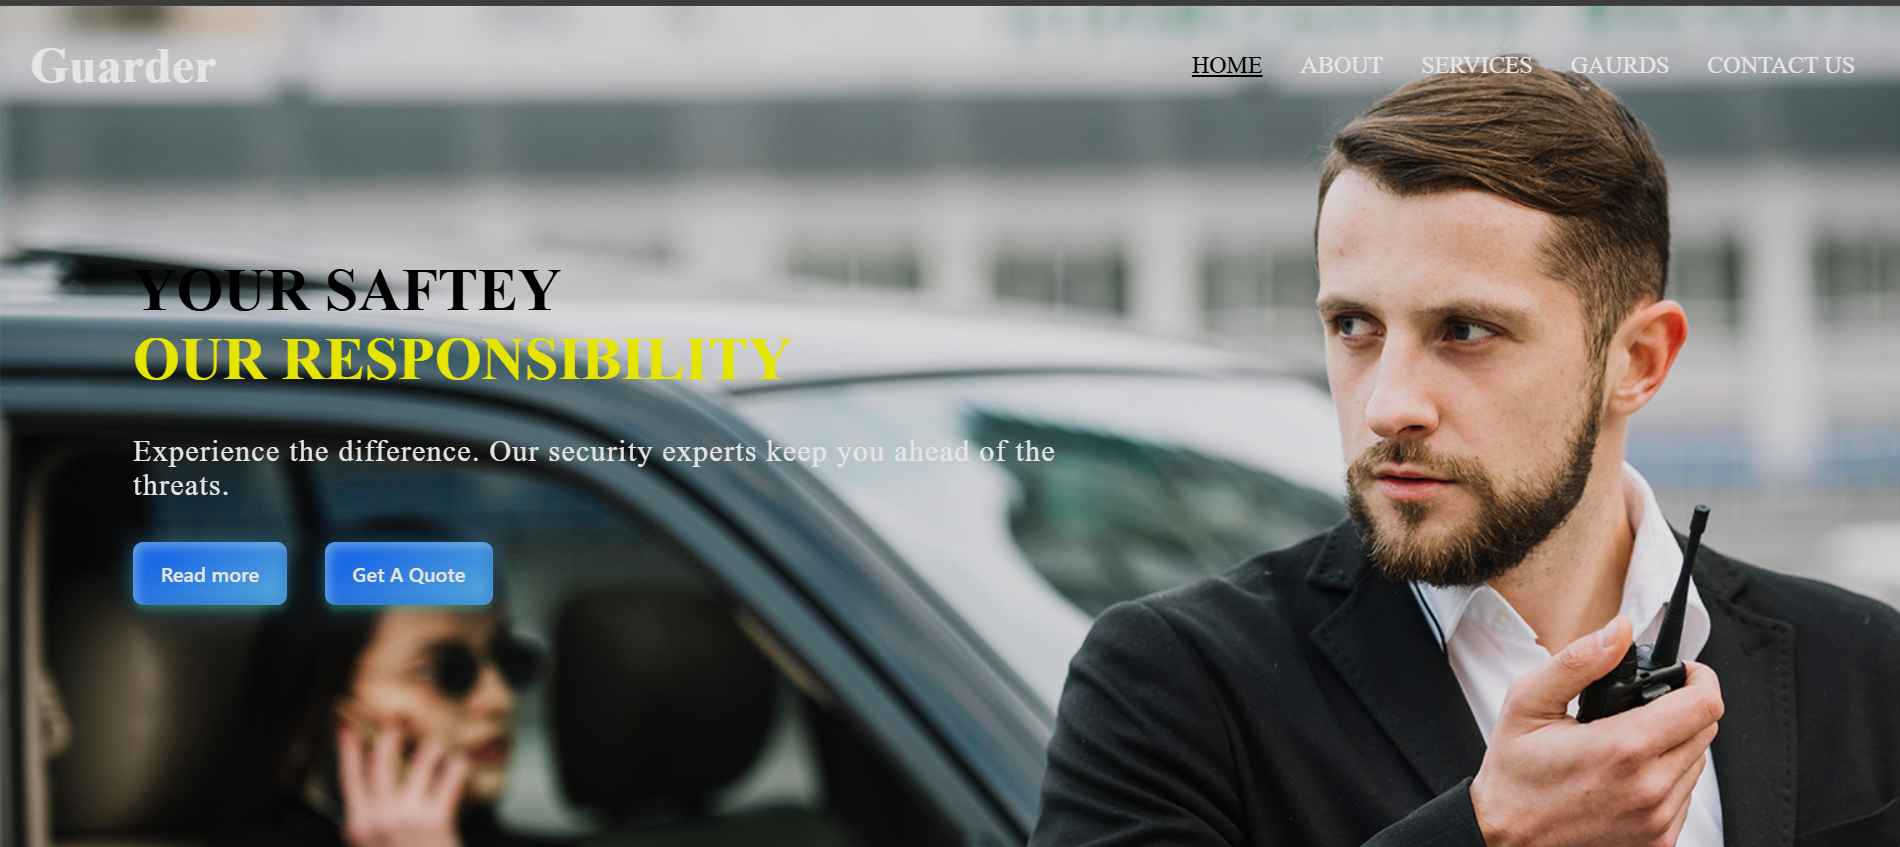 Guarder
HOME ABOUT SERVICES GAURDS CONTACT US
YOUR SAFTEY
OUR RESPONSIBILITY
Experience the difference. Our security experts keep you ahead of the
threats.
Read more Get A Quote